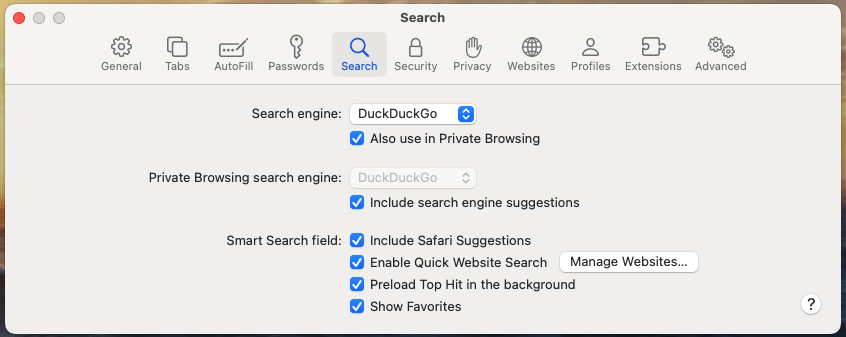 Search
General Tabs AutoFill Passwords Search Security Privacy Websites Profiles Extensions Advanced
Search engine: DuckDuckGo
Also use in Private Browsing
Private Browsing search engine: DuckDuckGo
Include search engine suggestions
Smart Search field: Include Safari Suggestions
Enable Quick Website Search Manage Websites...
Preload Top Hit in the background
Show Favorites
?